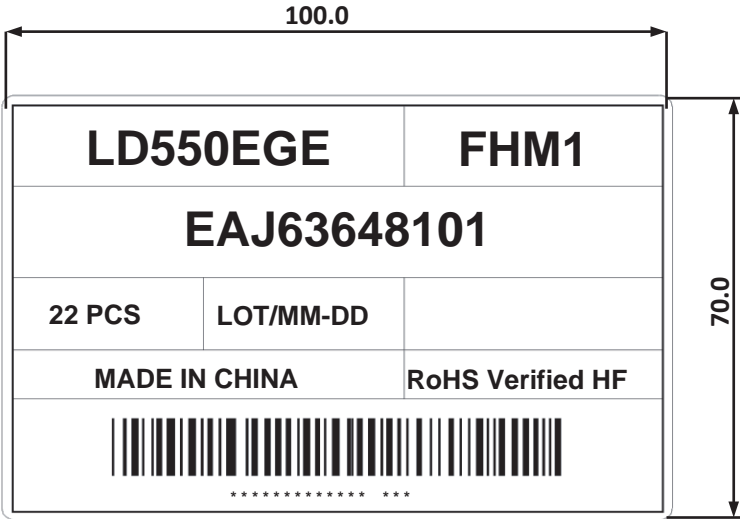 100.0
LD550EGE FHM1
EAJ63648101
70.0
22 PCS LOT/MM-DD
MADE IN CHINA RoHS Verified HF
************* ***